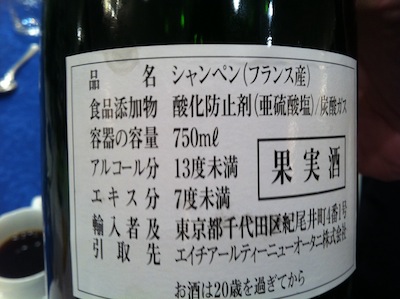 品名 シャンペン(フランス産)
食品添加物 酸化防止剤(亜硫酸塩)/炭酸ガス
容器の容量 750mℓ
アルコール分 13度未満
エキス分 7度未満
果実酒
輸入者及 東京都千代田区紀尾井町4番1号
引取先 エイチアールティーニューオータニ株式会社
お酒は20歳を過ぎてから